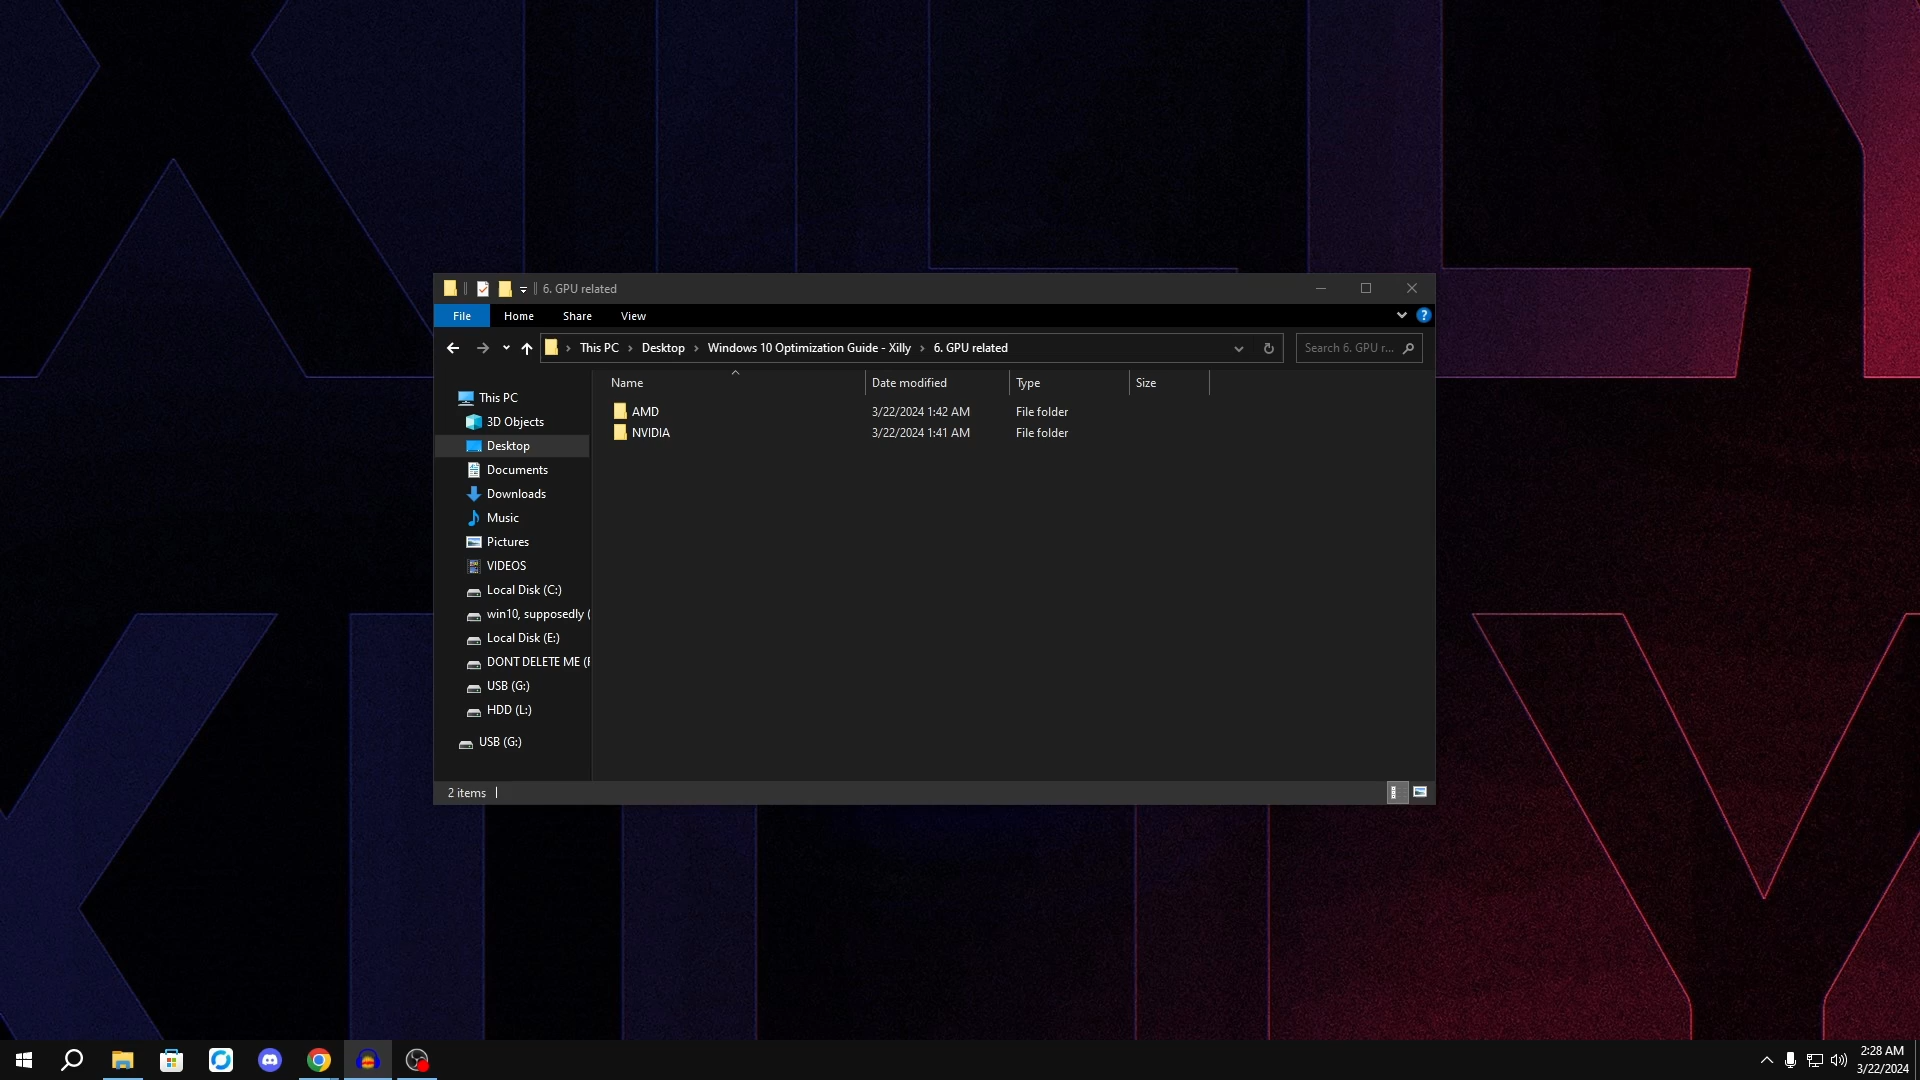 6. GPU related
File Home Share View
This PC Desktop Windows 10 Optimization Guide - Xilly 6. GPU related
Search 6. GPU r...
Name Date modified Type Size
AMD 3/22/2024 1:42 AM File folder
NVIDIA 3/22/2024 1:41 AM File folder
This PC
3D Objects
Desktop
Documents
Downloads
Music
Pictures
VIDEOS
Local Disk (C:)
win10, supposedly (
Local Disk (E:)
DONT DELETE ME (F
USB (G:)
HDD (L:)
USB (G:)
2 items
2:28 AM
3/22/2024